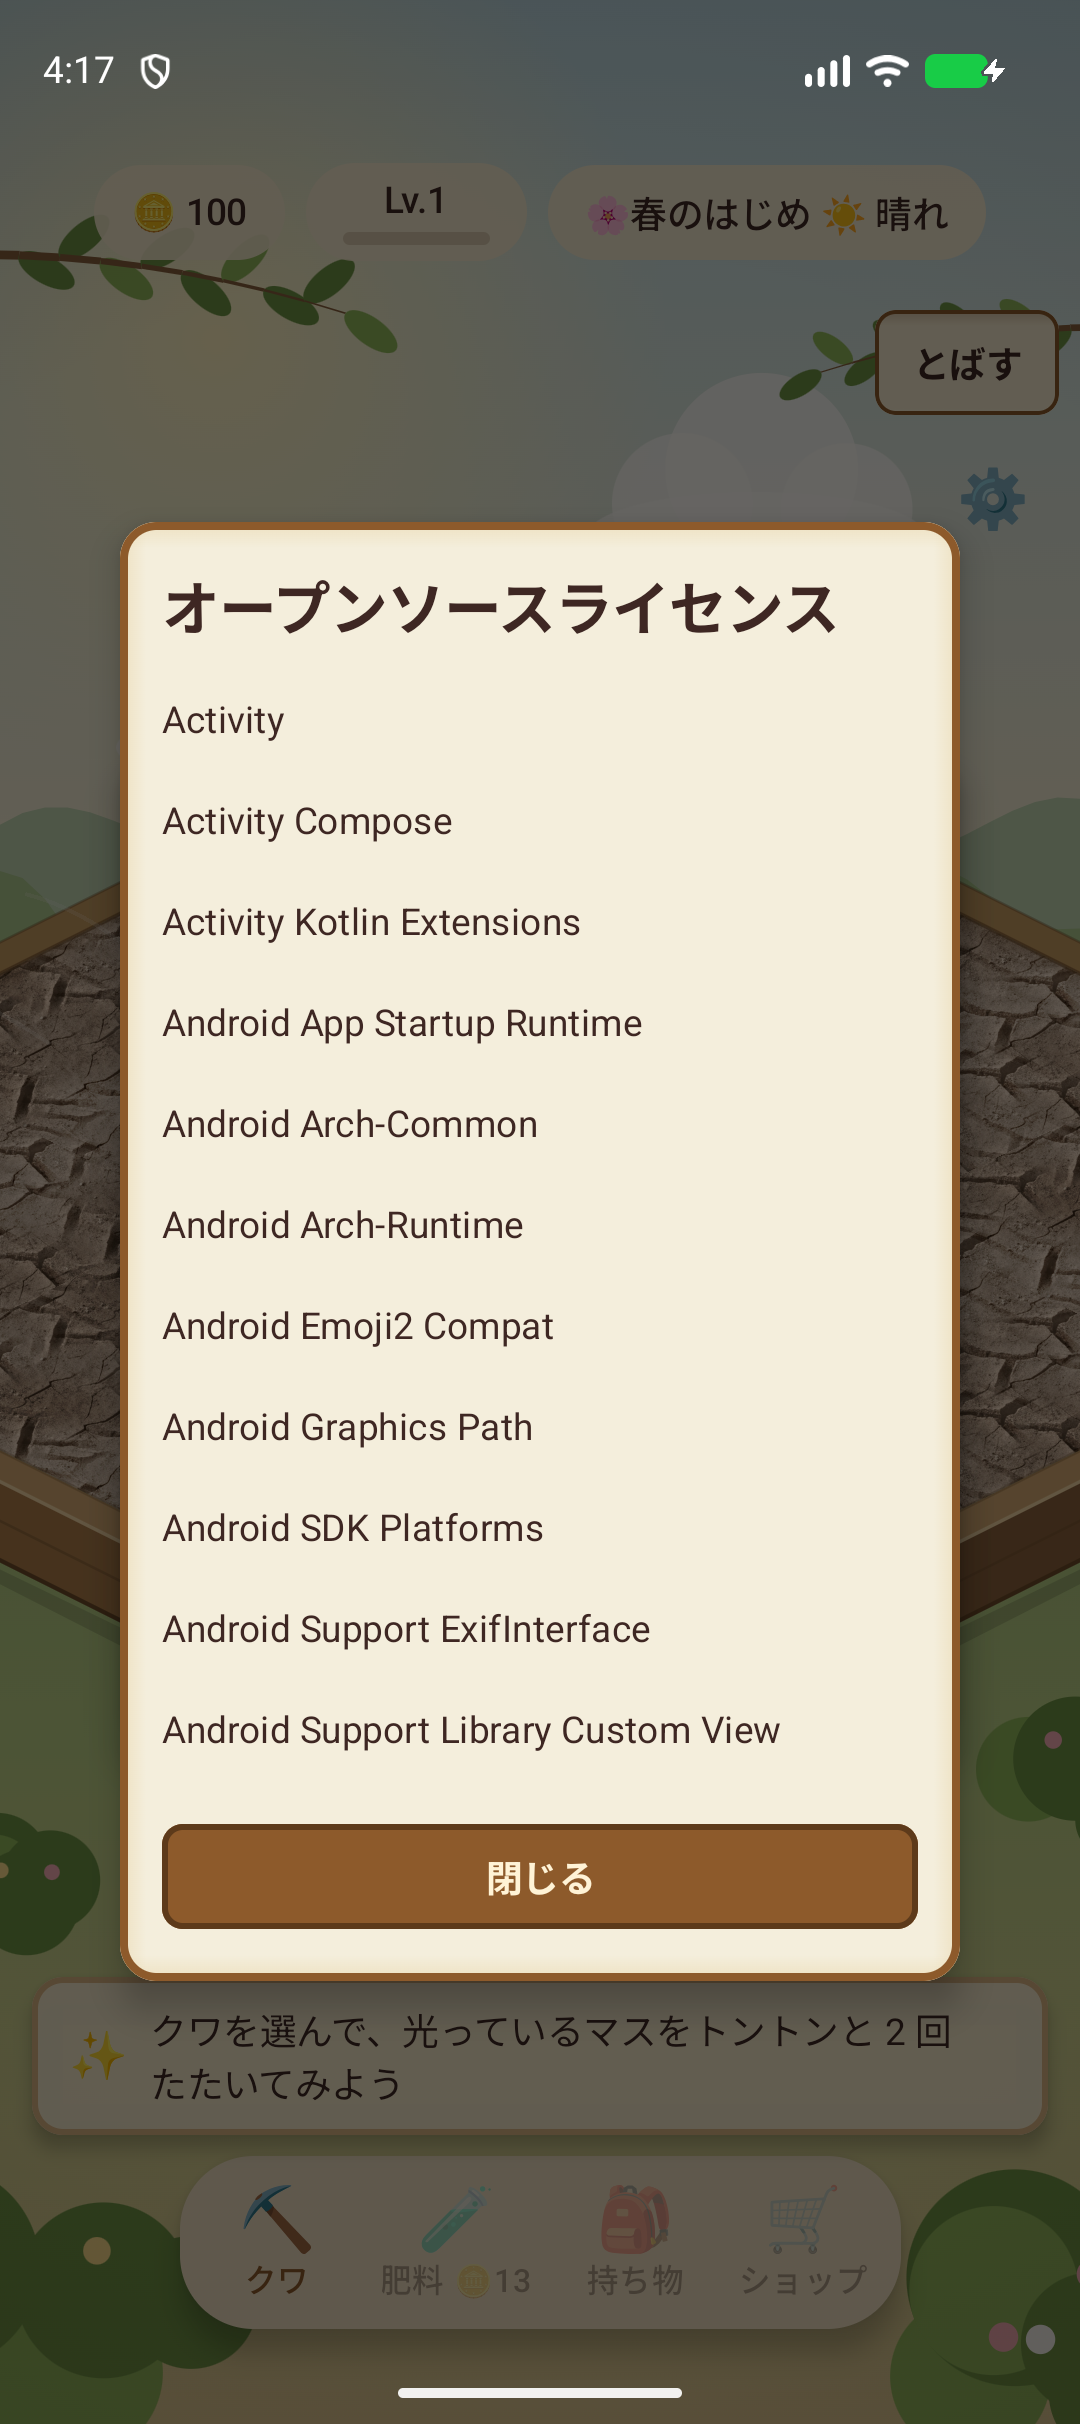 4:17
🪙 100
Lv.1
🌸春のはじめ ☀️ 晴れ
とばす
オープンソースライセンス
Activity
Activity Compose
Activity Kotlin Extensions
Android App Startup Runtime
Android Arch-Common
Android Arch-Runtime
Android Emoji2 Compat
Android Graphics Path
Android SDK Platforms
Android Support ExifInterface
Android Support Library Custom View
閉じる
クワを選んで、光っているマスをトントンと 2 回
たたいてみよう
クワ
肥料 🪙13
持ち物
ショップ